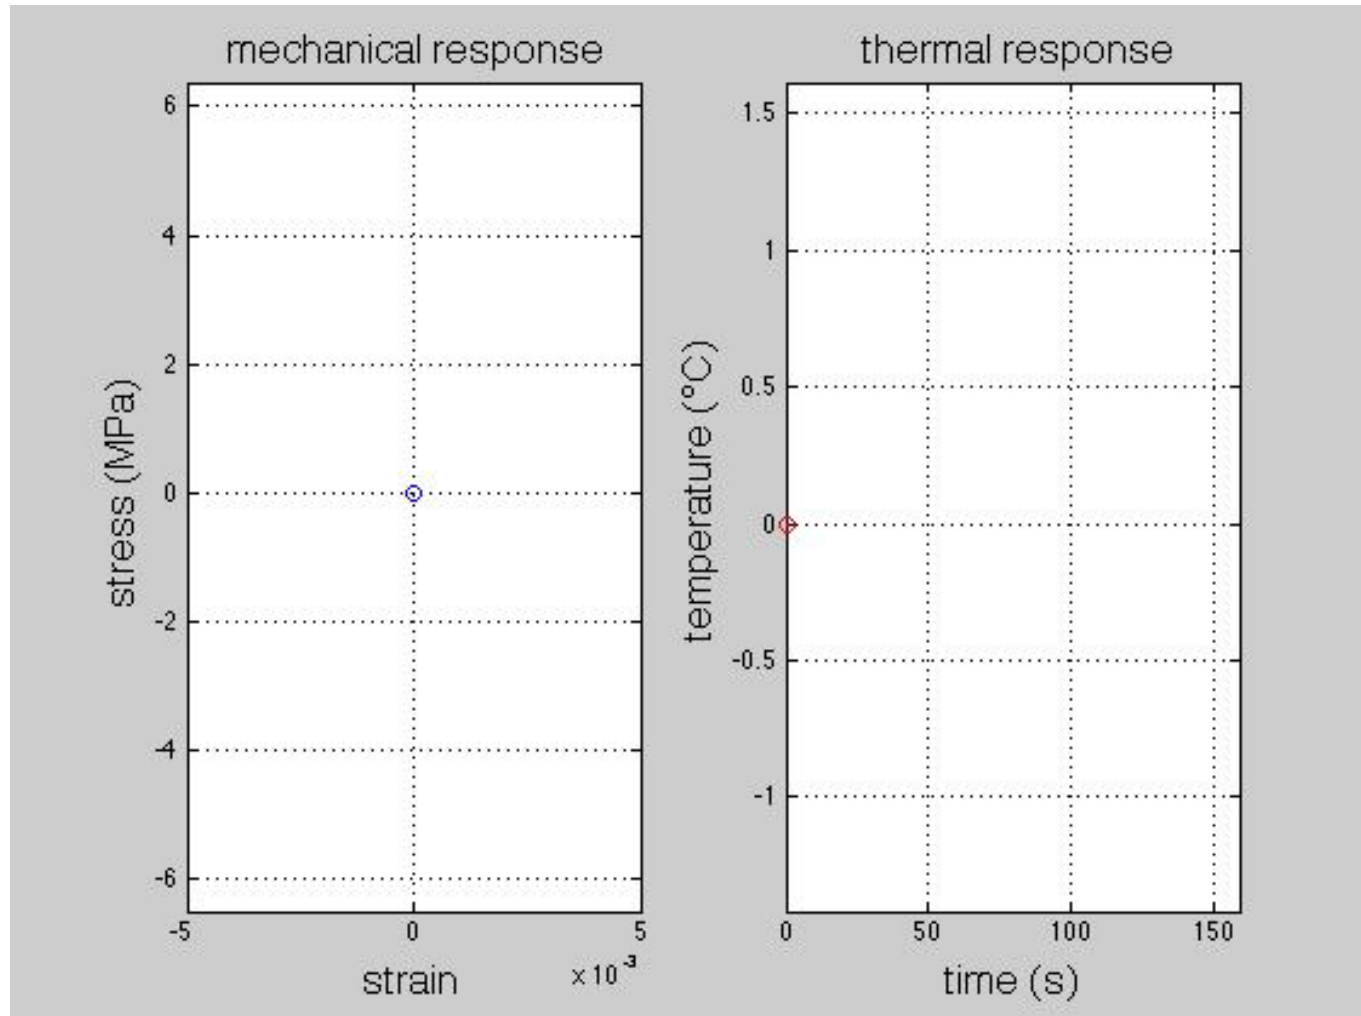 mechanical response
6
4
2
0
-2
-4
-6
-5
0
5
x 10^-3
strain
stress (MPa)
thermal response
1.5
1
0.5
0
-0.5
-1
0
50
100
150
time (s)
temperature (°C)